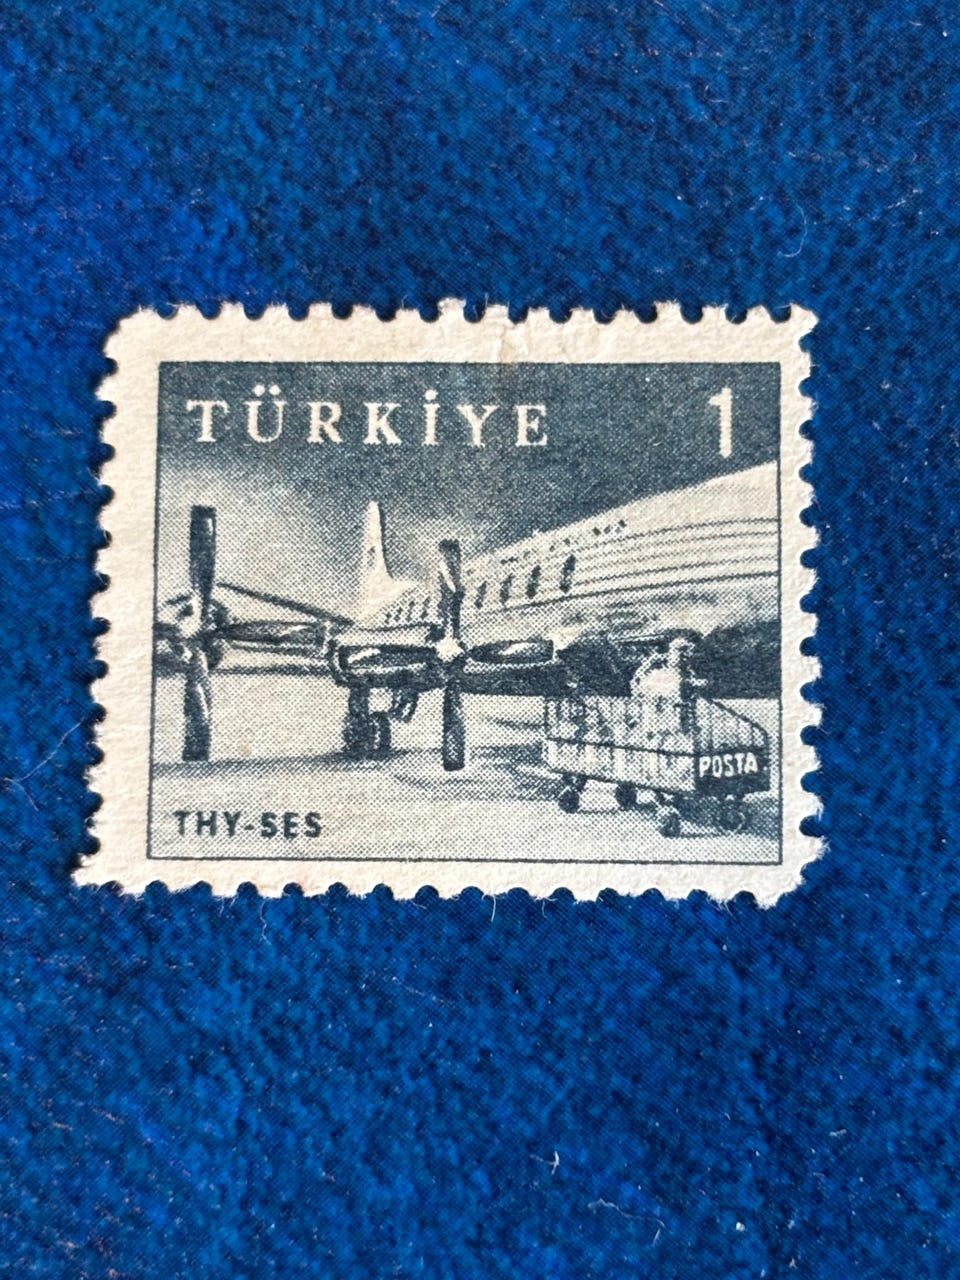 TÜRKİYE 1
POSTA
THY-SES